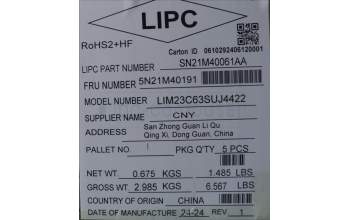 LIPC
RoHS2+HF
Carton ID 0610292406120001
LIPC PART NUMBER SN21M40061AA
FRU NUMBER 5N21M40191
MODEL NUMBER LIM23C63SUJ4422
SUPPLIER NAME CNY
ADDRESS San Zhong Guan Li Qu
Qing Xi, Dong Guan, China
PALLET NO PKG Q'TY 5 PCS
NET WT. 0.675 KGS 1.485 LBS
GROSS WT. 2.985 KGS 6.567 LBS
COUNTRY OF ORIGIN CHINA
DATE OF MANUFACTURE 24-24 REV 1